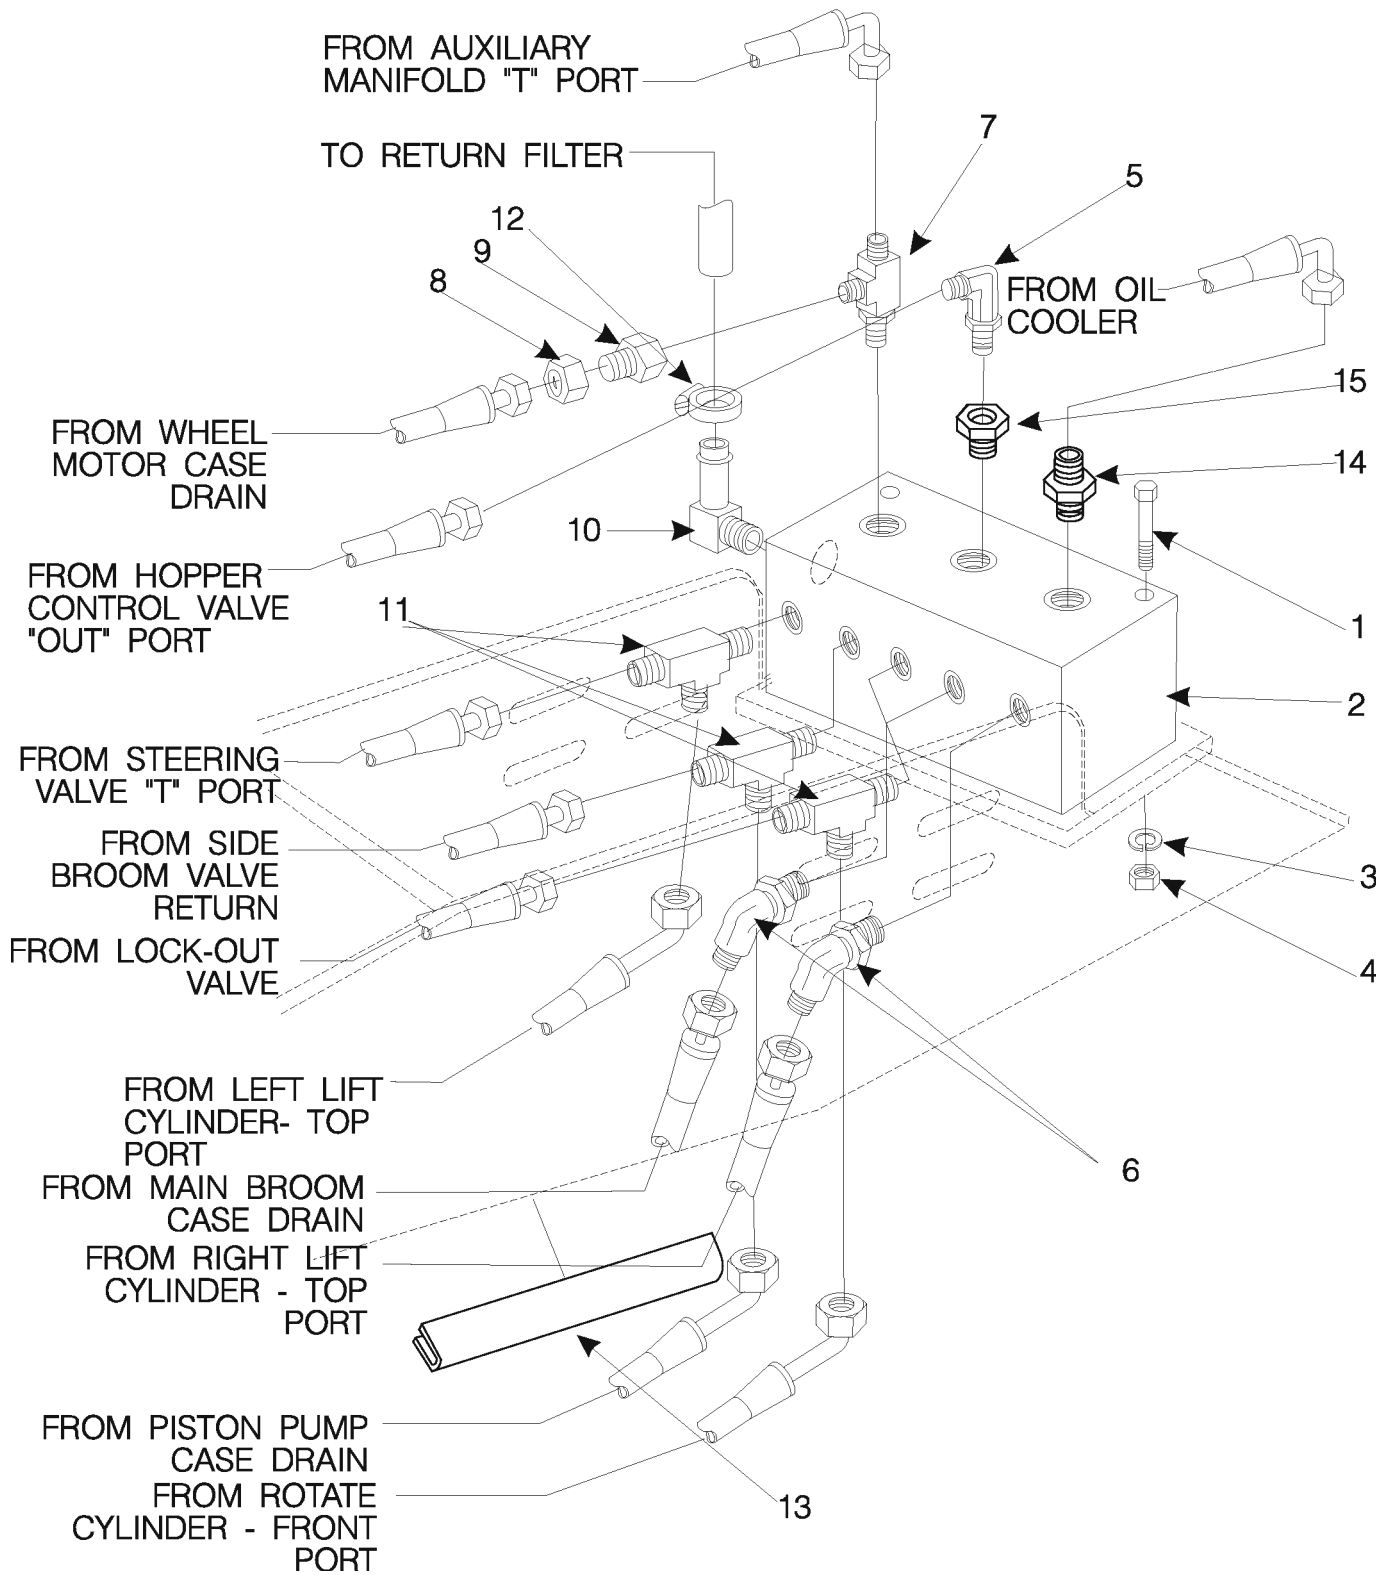 FROM AUXILIARY
MANIFOLD "T" PORT
7
TO RETURN FILTER
5
12
9
8
FROM OIL
COOLER
15
FROM WHEEL
MOTOR CASE
DRAIN
14
10
FROM HOPPER
CONTROL VALVE
"OUT" PORT
11
1
2
FROM STEERING
VALVE "T" PORT
FROM SIDE
BROOM VALVE
RETURN
3
FROM LOCK-OUT
VALVE
4
FROM LEFT LIFT
CYLINDER- TOP
PORT
6
FROM MAIN BROOM
CASE DRAIN
FROM RIGHT LIFT
CYLINDER - TOP
PORT
FROM PISTON PUMP
CASE DRAIN
13
FROM ROTATE
CYLINDER - FRONT
PORT